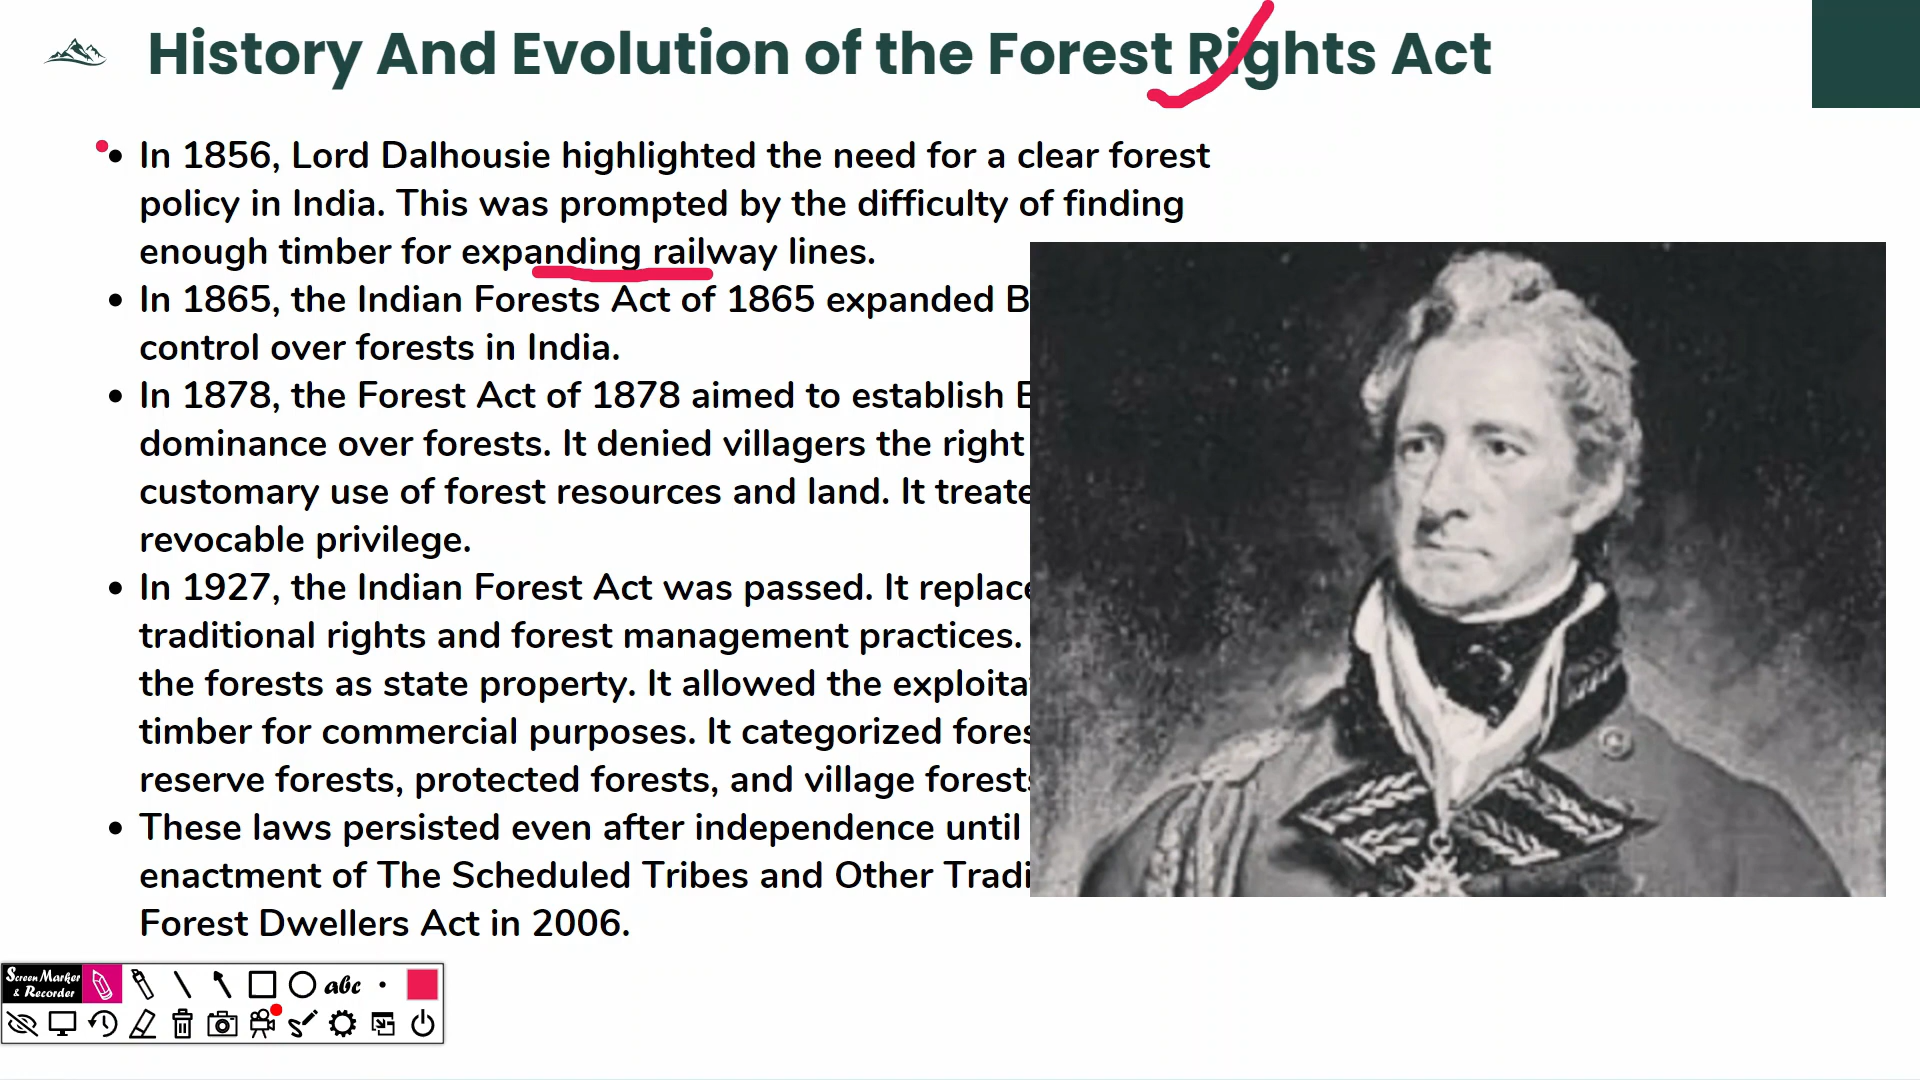 History And Evolution of the Forest Rights Act
In 1856, Lord Dalhousie highlighted the need for a clear forest
policy in India. This was prompted by the difficulty of finding
enough timber for expanding railway lines.
In 1865, the Indian Forests Act of 1865 expanded B
control over forests in India.
In 1878, the Forest Act of 1878 aimed to establish
dominance over forests. It denied villagers the right
customary use of forest resources and land. It treate
revocable privilege.
In 1927, the Indian Forest Act was passed. It replace
traditional rights and forest management practices.
the forests as state property. It allowed the exploita
timber for commercial purposes. It categorized fores
reserve forests, protected forests, and village forests
These laws persisted even after independence until
enactment of The Scheduled Tribes and Other Tradi
Forest Dwellers Act in 2006.
Screen Marker
& Recorder
abc